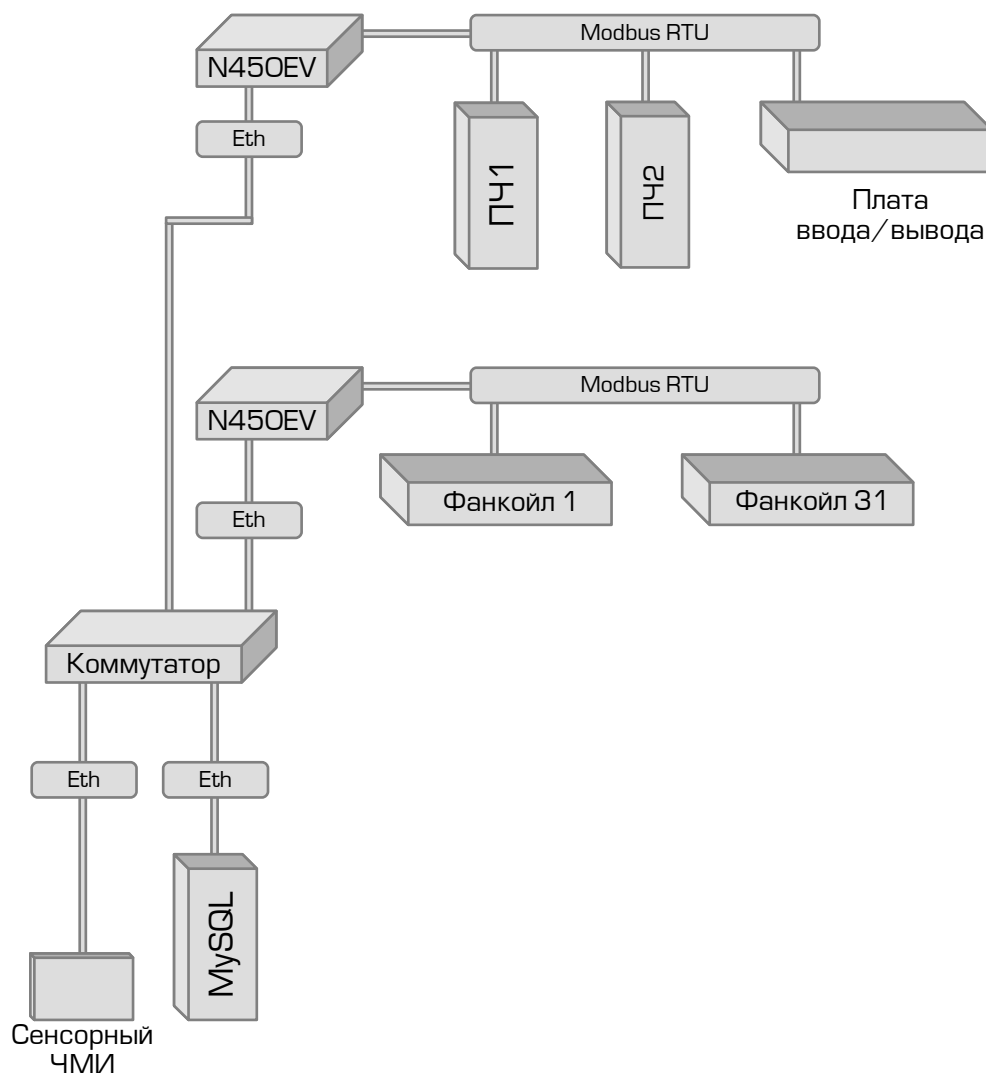 Modbus RTU
N450EV
Eth
ПЧ1
ПЧ2
Плата
ввода/вывода
Modbus RTU
N450EV
Фанкойл 1
Фанкойл 31
Eth
Коммутатор
Eth
Eth
MySQL
Сенсорный
ЧМИ